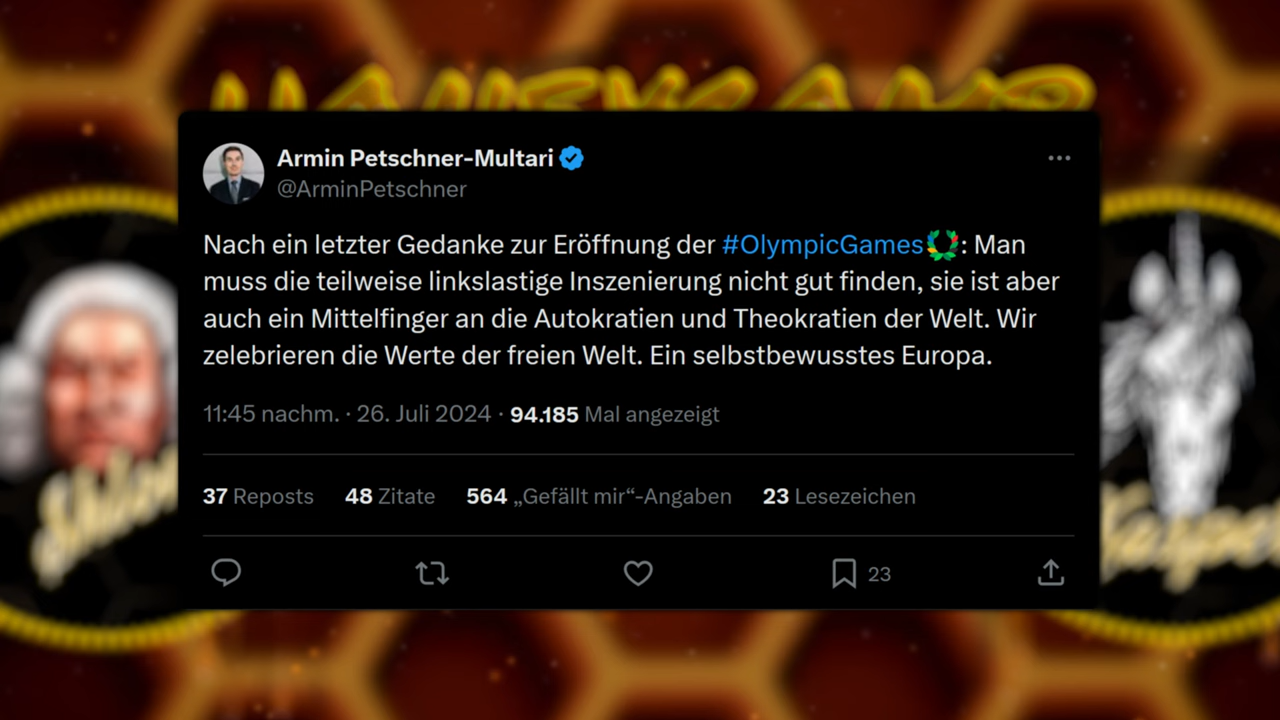 HONEYCAMP
Armin Petschner-Multari
@ArminPetschner
Nach ein letzter Gedanke zur Eröffnung der #OlympicGames: Man
muss die teilweise linkslastige Inszenierung nicht gut finden, sie ist aber
auch ein Mittelfinger an die Autokratien und Theokratien der Welt. Wir
zelebrieren die Werte der freien Welt. Ein selbstbewusstes Europa.
11:45 nachm. · 26. Juli 2024 · 94.185 Mal angezeigt
37 Reposts 48 Zitate 564 „Gefällt mir“-Angaben 23 Lesezeichen
23